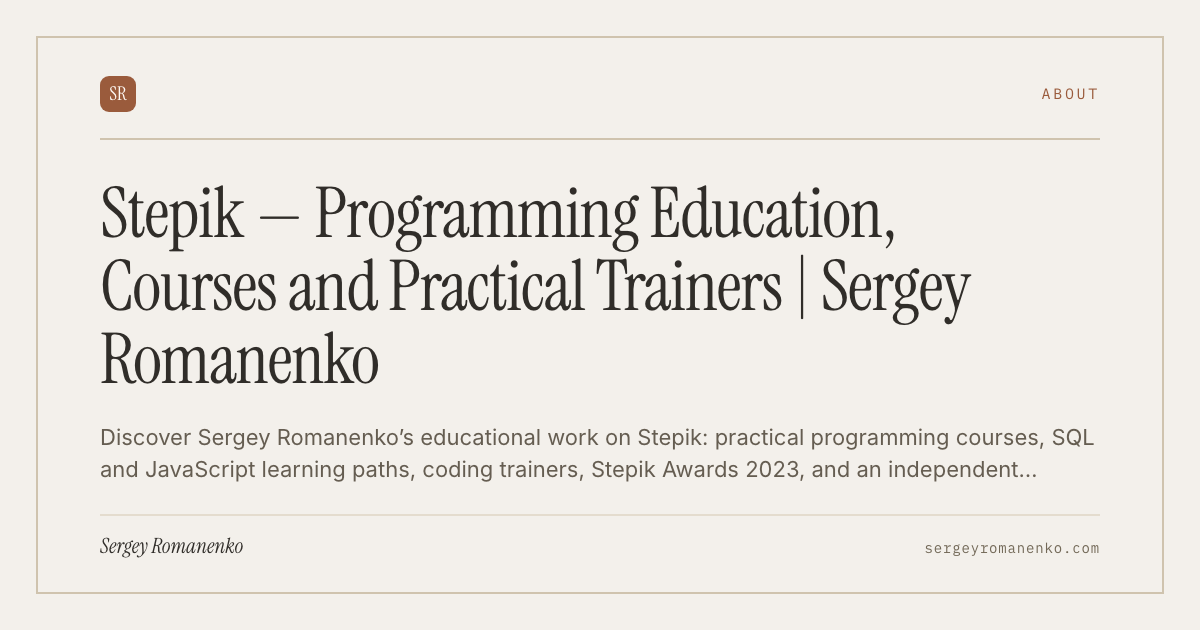 SR
ABOUT
Stepik — Programming Education,
Courses and Practical Trainers | Sergey
Romanenko
Discover Sergey Romanenko’s educational work on Stepik: practical programming courses, SQL
and JavaScript learning paths, coding trainers, Stepik Awards 2023, and an independent…
Sergey Romanenko
sergeyromanenko.com